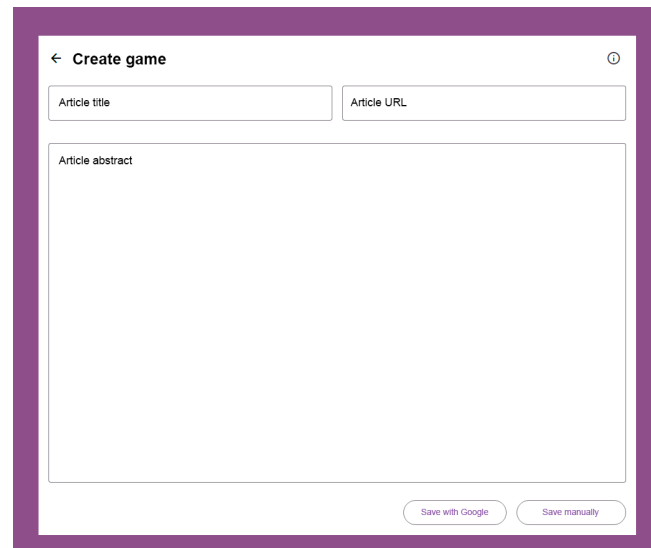 Create game
Article title
Article URL
Article abstract
Save with Google
Save manually